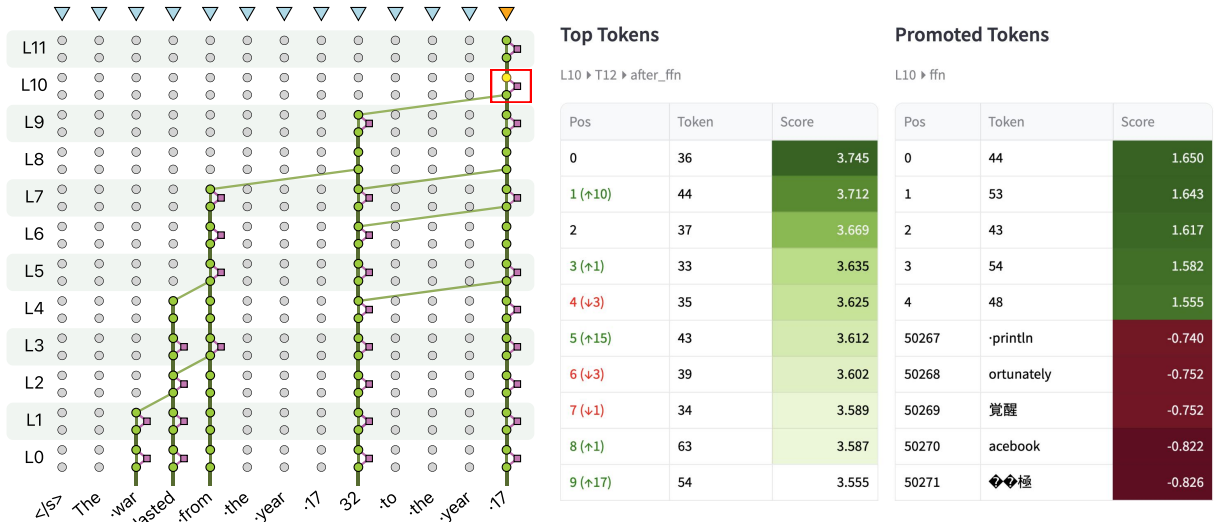 L11
L10
L9
L8
L7
L6
L5
L4
L3
L2
L1
L0
</s> The ·war lasted ·from ·the ·year ·17 32 ·to ·the ·year ·17
Top Tokens
L10 ▸ T12 ▸ after_ffn
Pos Token Score
0 36 3.745
1 (↑10) 44 3.712
2 37 3.669
3 (↑1) 33 3.635
4 (↓3) 35 3.625
5 (↑15) 43 3.612
6 (↓3) 39 3.602
7 (↓1) 34 3.589
8 (↑1) 63 3.587
9 (↑17) 54 3.555
Promoted Tokens
L10 ▸ ffn
Pos Token Score
0 44 1.650
1 53 1.643
2 43 1.617
3 54 1.582
4 48 1.555
50267 ·println -0.740
50268 ortunately -0.752
50269 覚醒 -0.752
50270 acebook -0.822
50271 ��極 -0.826